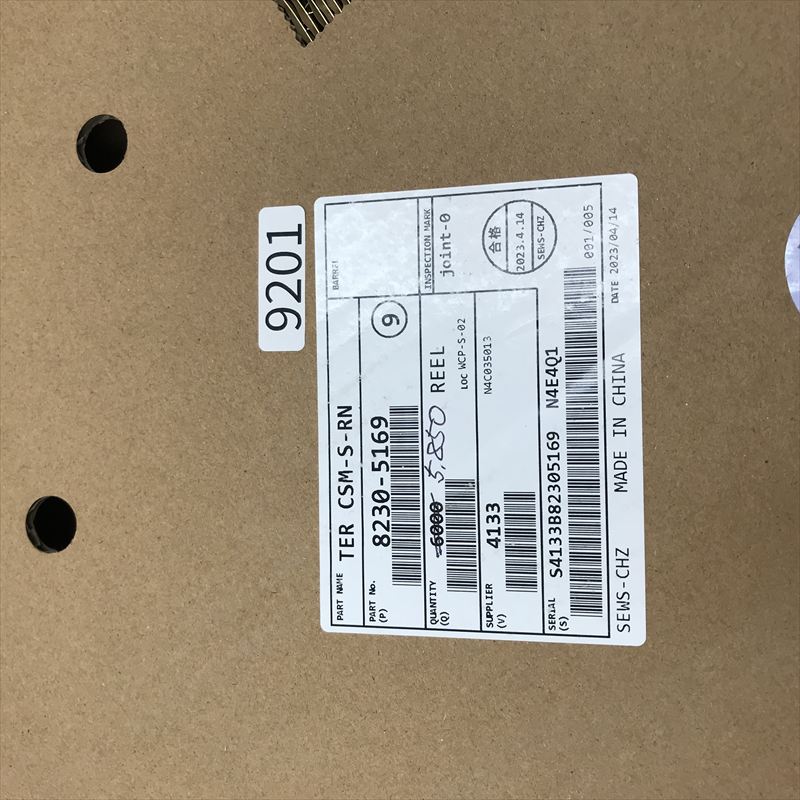 9201
PART NAME TER CSM-S-RN
BARREL
PART No.
(P)
8230-5169
9
INSPECTION MARK
joint-0
QUANTITY
(Q)
6000 5,850 REEL
LOC WCP-S-02
SUPPLIER
(V)
4133
N4C035013
合格
2023.4.14
SEWS-CHZ
SERIAL
(S)
S4133B82305169 N4E4Q1
001/005
SEWS-CHZ MADE IN CHINA DATE 2023/04/14